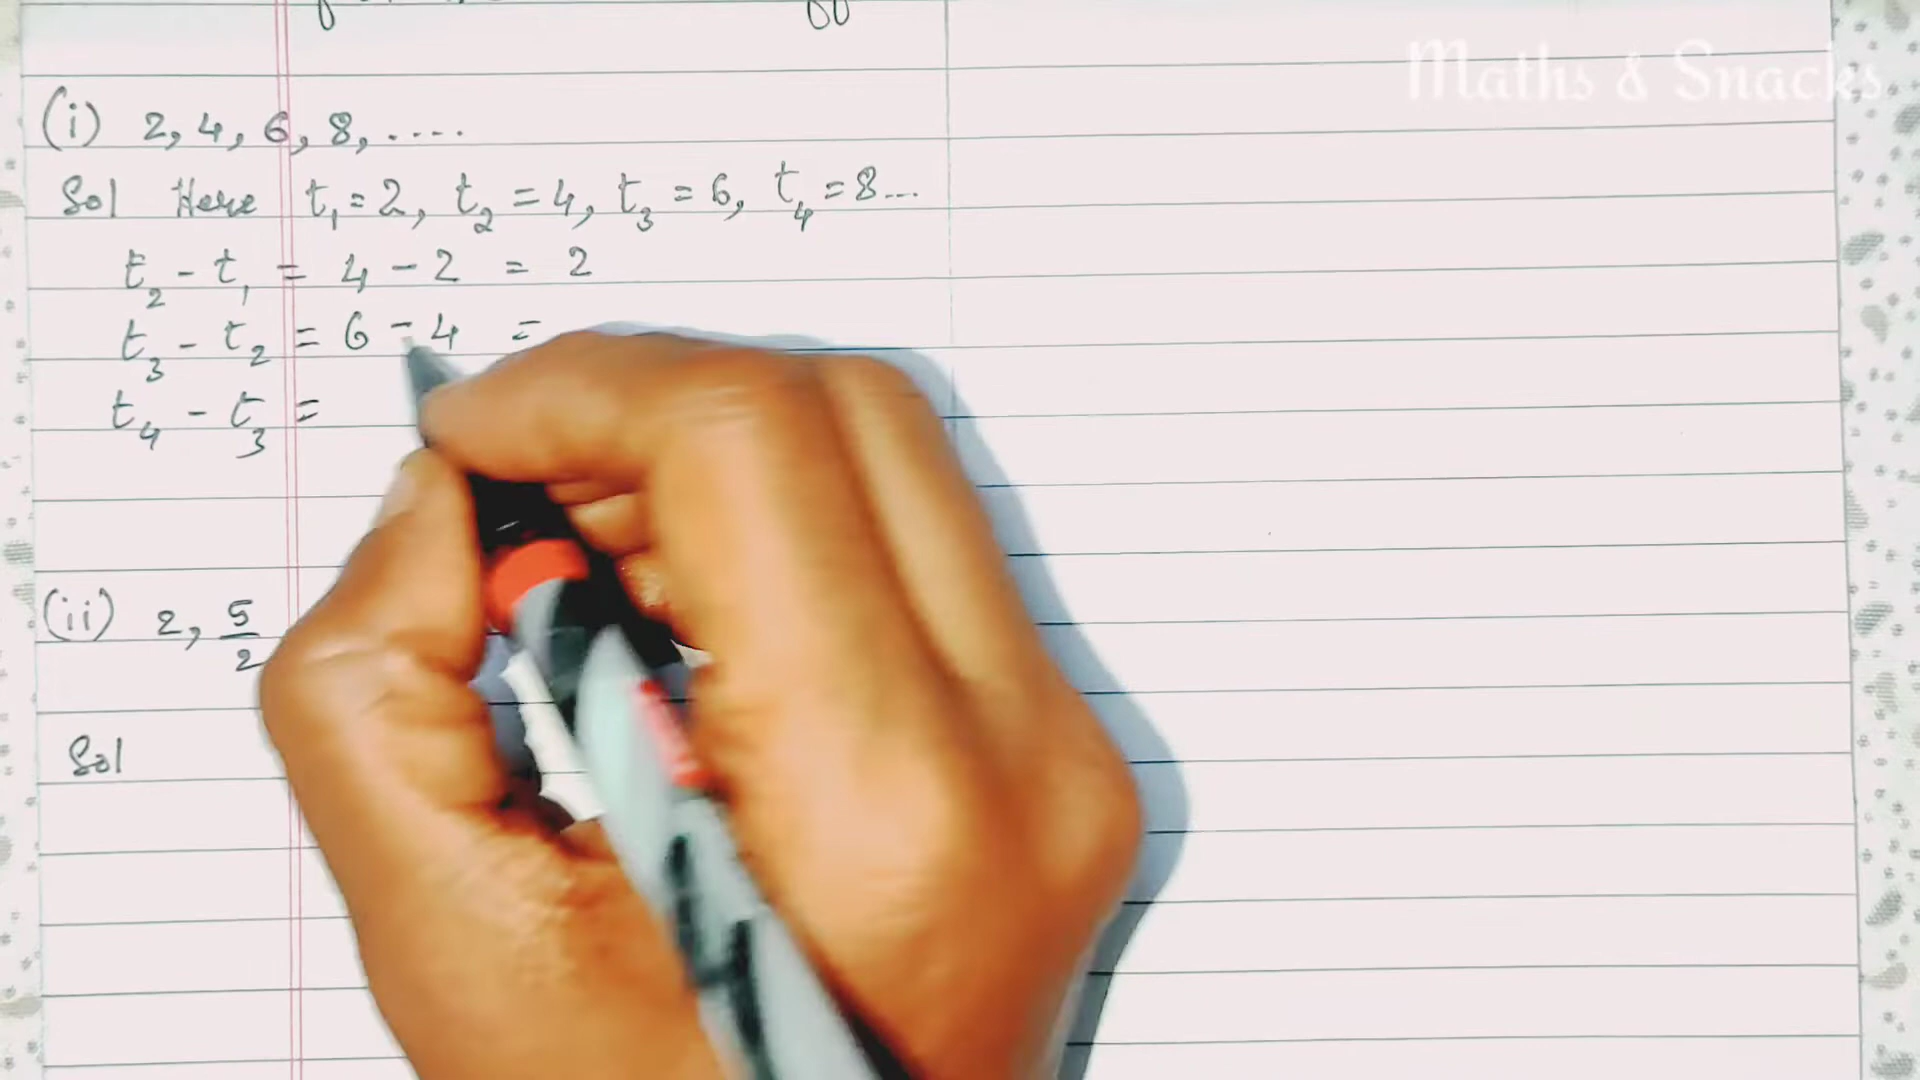 Maths & Snacks
(i) 2, 4, 6, 8, .....
Sol Here t₁ = 2, t₂ = 4, t₃ = 6, t₄ = 8...
t₂ - t₁ = 4 - 2 = 2
t₃ - t₂ = 6 - 4 =
t₄ - t₃ =
(ii) 2, 5/2
Sol